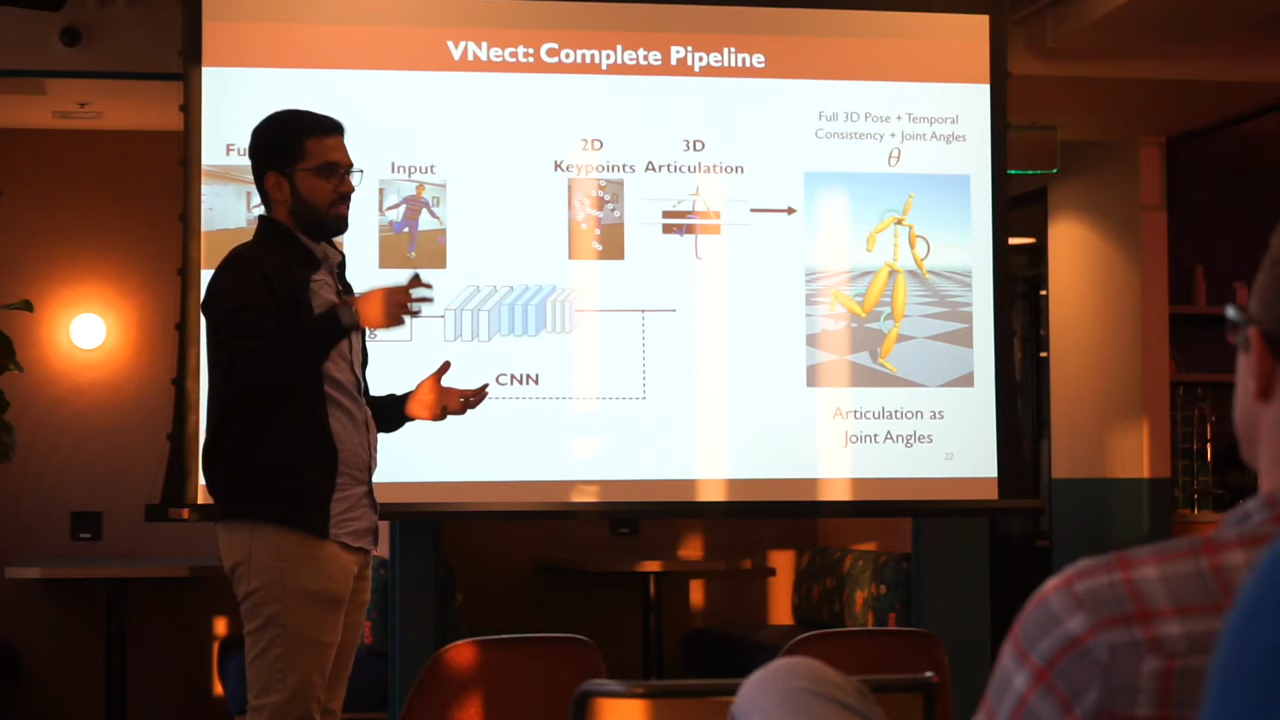 VNect: Complete Pipeline
Full 3D Pose + Temporal
Consistency + Joint Angles
θ
2D
Keypoints
3D
Articulation
Input
CNN
Articulation as
Joint Angles
22